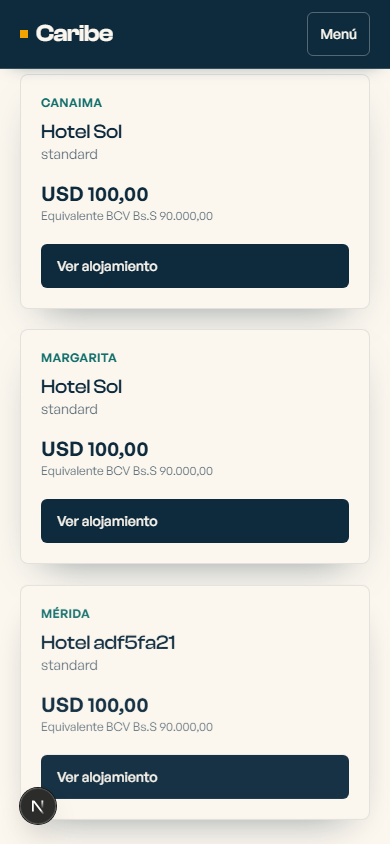 Caribe
Menú
CANAIMA
Hotel Sol
standard
USD 100,00
Equivalente BCV Bs.S 90.000,00
Ver alojamiento
MARGARITA
Hotel Sol
standard
USD 100,00
Equivalente BCV Bs.S 90.000,00
Ver alojamiento
MÉRIDA
Hotel adf5fa21
standard
USD 100,00
Equivalente BCV Bs.S 90.000,00
Ver alojamiento
N